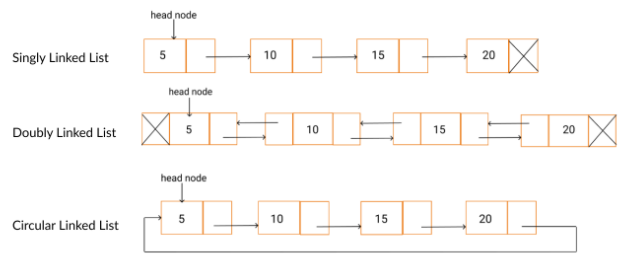 head node
Singly Linked List
5 10 15 20
head node
Doubly Linked List
5 10 15 20
head node
Circular Linked List
5 10 15 20